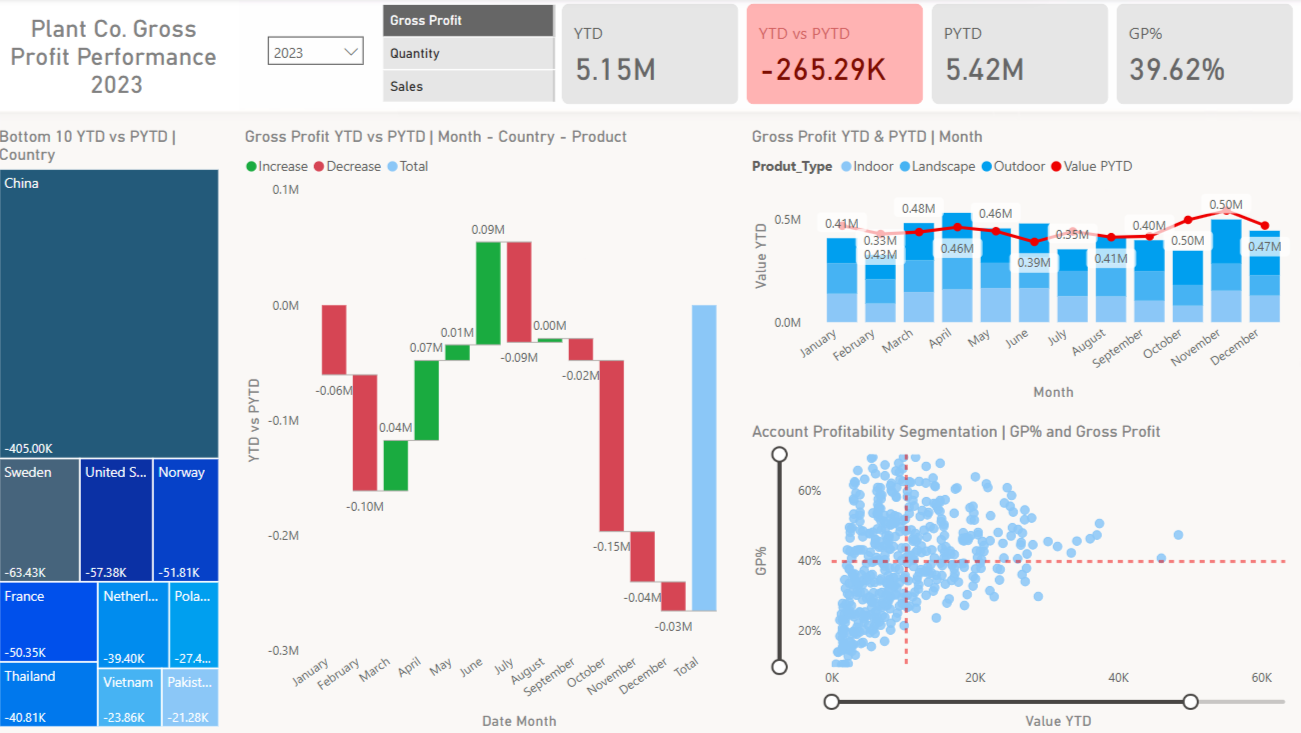 Plant Co. Gross
Profit Performance
2023
2023
Gross Profit
Quantity
Sales
YTD
5.15M
YTD vs PYTD
-265.29K
PYTD
5.42M
GP%
39.62%
Bottom 10 YTD vs PYTD |
Country
China
-405.00K
Sweden
-63.43K
United S...
-57.38K
Norway
-51.81K
France
-50.35K
Netherl...
-39.40K
Pola...
-27.4...
Thailand
-40.81K
Vietnam
-23.86K
Pakist...
-21.28K
Gross Profit YTD vs PYTD | Month - Country - Product
Increase Decrease Total
YTD vs PYTD
0.1M
0.0M
-0.1M
-0.2M
-0.3M
-0.06M
-0.10M
0.04M
0.07M
0.01M
0.09M
-0.09M
0.00M
-0.02M
-0.15M
-0.04M
-0.03M
January
February
March
April
May
June
July
August
September
October
November
December
Total
Date Month
Gross Profit YTD & PYTD | Month
Produt_Type Indoor Landscape Outdoor Value PYTD
Value YTD
0.5M
0.0M
0.41M
0.33M
0.43M
0.48M
0.46M
0.46M
0.39M
0.35M
0.41M
0.40M
0.50M
0.50M
0.47M
January
February
March
April
May
June
July
August
September
October
November
December
Month
Account Profitability Segmentation | GP% and Gross Profit
GP%
60%
40%
20%
0K
20K
40K
60K
Value YTD